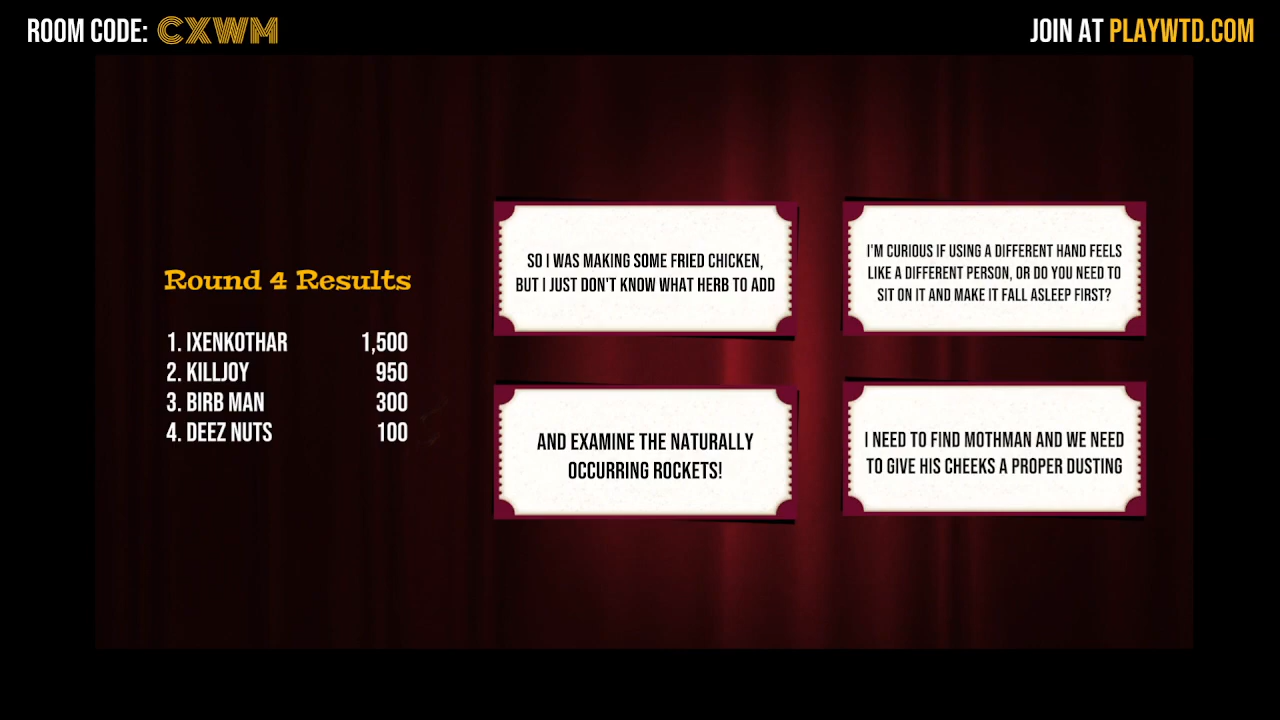 ROOM CODE: CXWM
JOIN AT PLAYWTD.COM
Round 4 Results
1. IXENKOTHAR 1,500
2. KILLJOY 950
3. BIRB MAN 300
4. DEEZ NUTS 100
SO I WAS MAKING SOME FRIED CHICKEN,
BUT I JUST DON'T KNOW WHAT HERB TO ADD
I'M CURIOUS IF USING A DIFFERENT HAND FEELS
LIKE A DIFFERENT PERSON, OR DO YOU NEED TO
SIT ON IT AND MAKE IT FALL ASLEEP FIRST?
AND EXAMINE THE NATURALLY
OCCURRING ROCKETS!
I NEED TO FIND MOTHMAN AND WE NEED
TO GIVE HIS CHEEKS A PROPER DUSTING